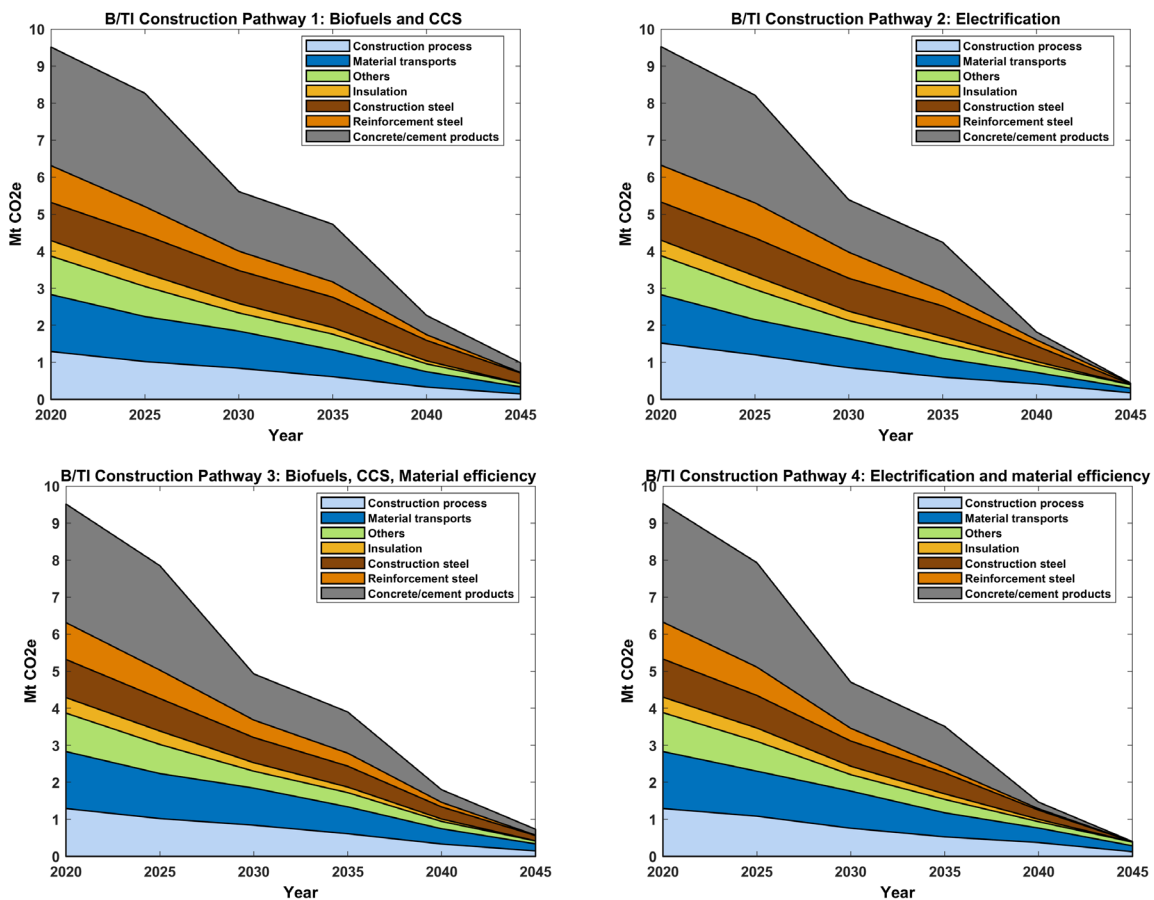 B/TI Construction Pathway 1: Biofuels and CCS
10
9
8
7
6
5
4
3
2
1
0
Mt CO2e
Construction process
Material transports
Others
Insulation
Construction steel
Reinforcement steel
Concrete/cement products
2020 2025 2030 2035 2040 2045
Year
B/TI Construction Pathway 2: Electrification
10
9
8
7
6
5
4
3
2
1
0
Mt CO2e
Construction process
Material transports
Others
Insulation
Construction steel
Reinforcement steel
Concrete/cement products
2020 2025 2030 2035 2040 2045
Year
B/TI Construction Pathway 3: Biofuels, CCS, Material efficiency
10
9
8
7
6
5
4
3
2
1
0
Mt CO2e
Construction process
Material transports
Others
Insulation
Construction steel
Reinforcement steel
Concrete/cement products
2020 2025 2030 2035 2040 2045
Year
B/TI Construction Pathway 4: Electrification and material efficiency
10
9
8
7
6
5
4
3
2
1
0
Mt CO2e
Construction process
Material transports
Others
Insulation
Construction steel
Reinforcement steel
Concrete/cement products
2020 2025 2030 2035 2040 2045
Year